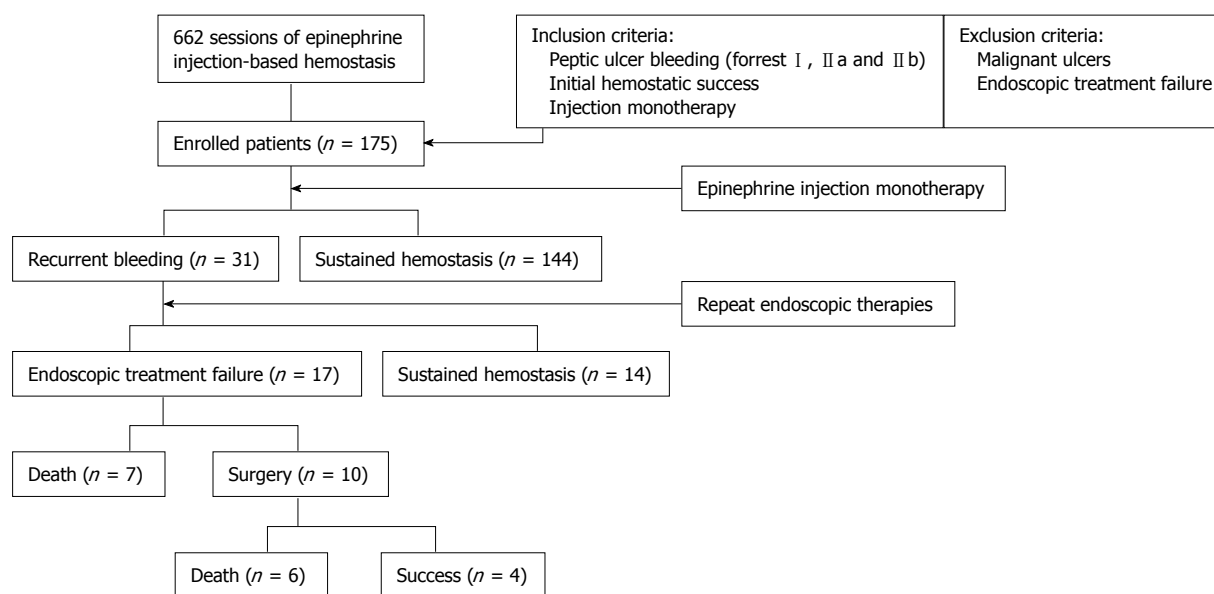 662 sessions of epinephrine
injection-based hemostasis
Inclusion criteria:
Peptic ulcer bleeding (forrest Ⅰ, Ⅱa and Ⅱb)
Initial hemostatic success
Injection monotherapy
Exclusion criteria:
Malignant ulcers
Endoscopic treatment failure
Enrolled patients (n = 175)
Epinephrine injection monotherapy
Recurrent bleeding (n = 31)
Sustained hemostasis (n = 144)
Repeat endoscopic therapies
Endoscopic treatment failure (n = 17)
Sustained hemostasis (n = 14)
Death (n = 7)
Surgery (n = 10)
Death (n = 6)
Success (n = 4)